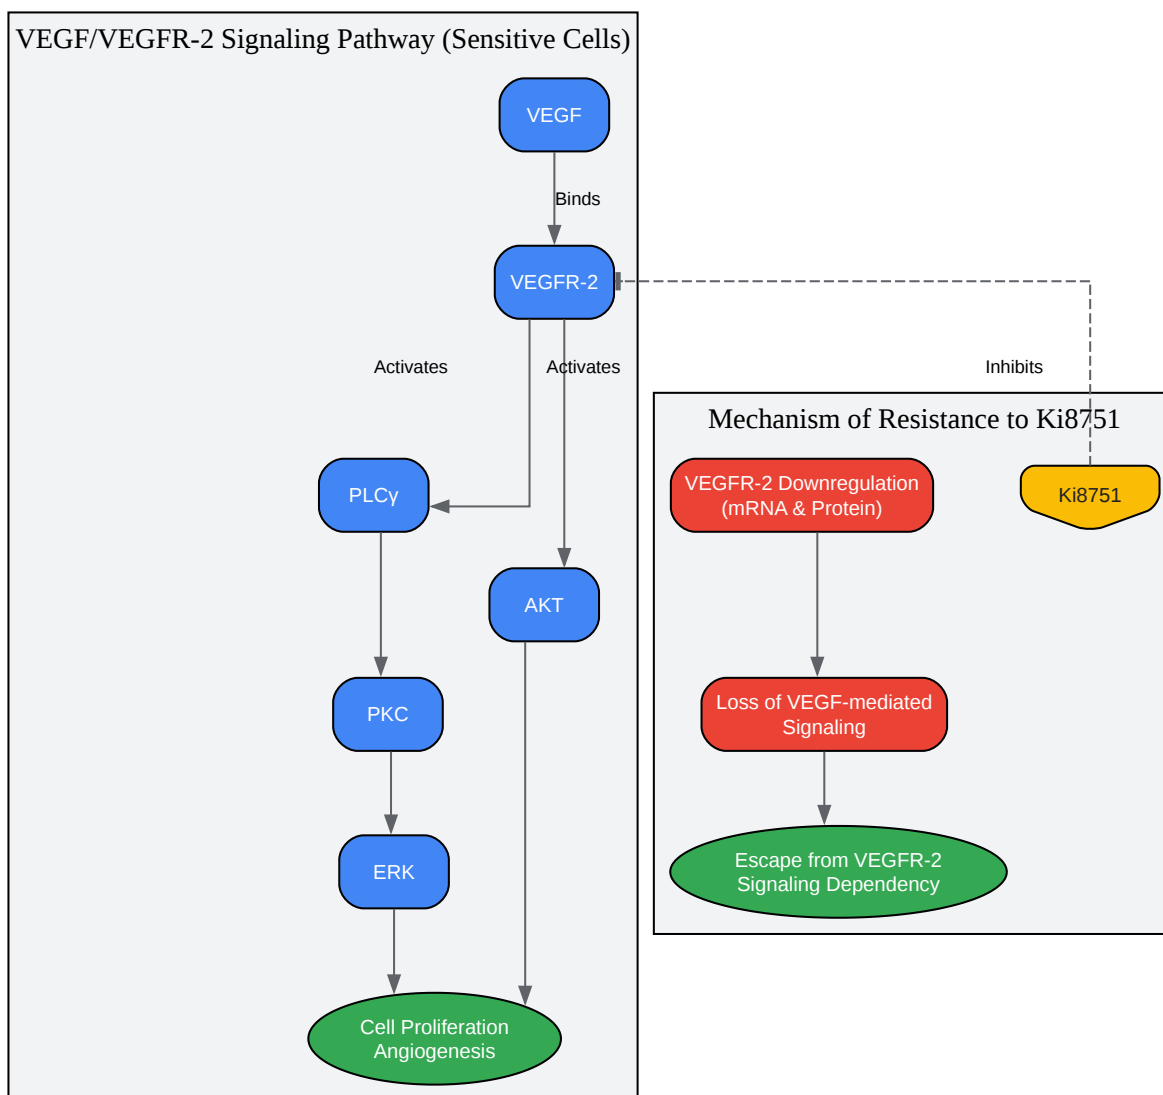 VEGF/VEGFR-2 Signaling Pathway (Sensitive Cells)
VEGF
Binds
VEGFR-2
Activates
Activates
PLCγ
AKT
PKC
ERK
Cell Proliferation
Angiogenesis
Inhibits
Mechanism of Resistance to Ki8751
VEGFR-2 Downregulation
(mRNA & Protein)
Ki8751
Loss of VEGF-mediated
Signaling
Escape from VEGFR-2
Signaling Dependency